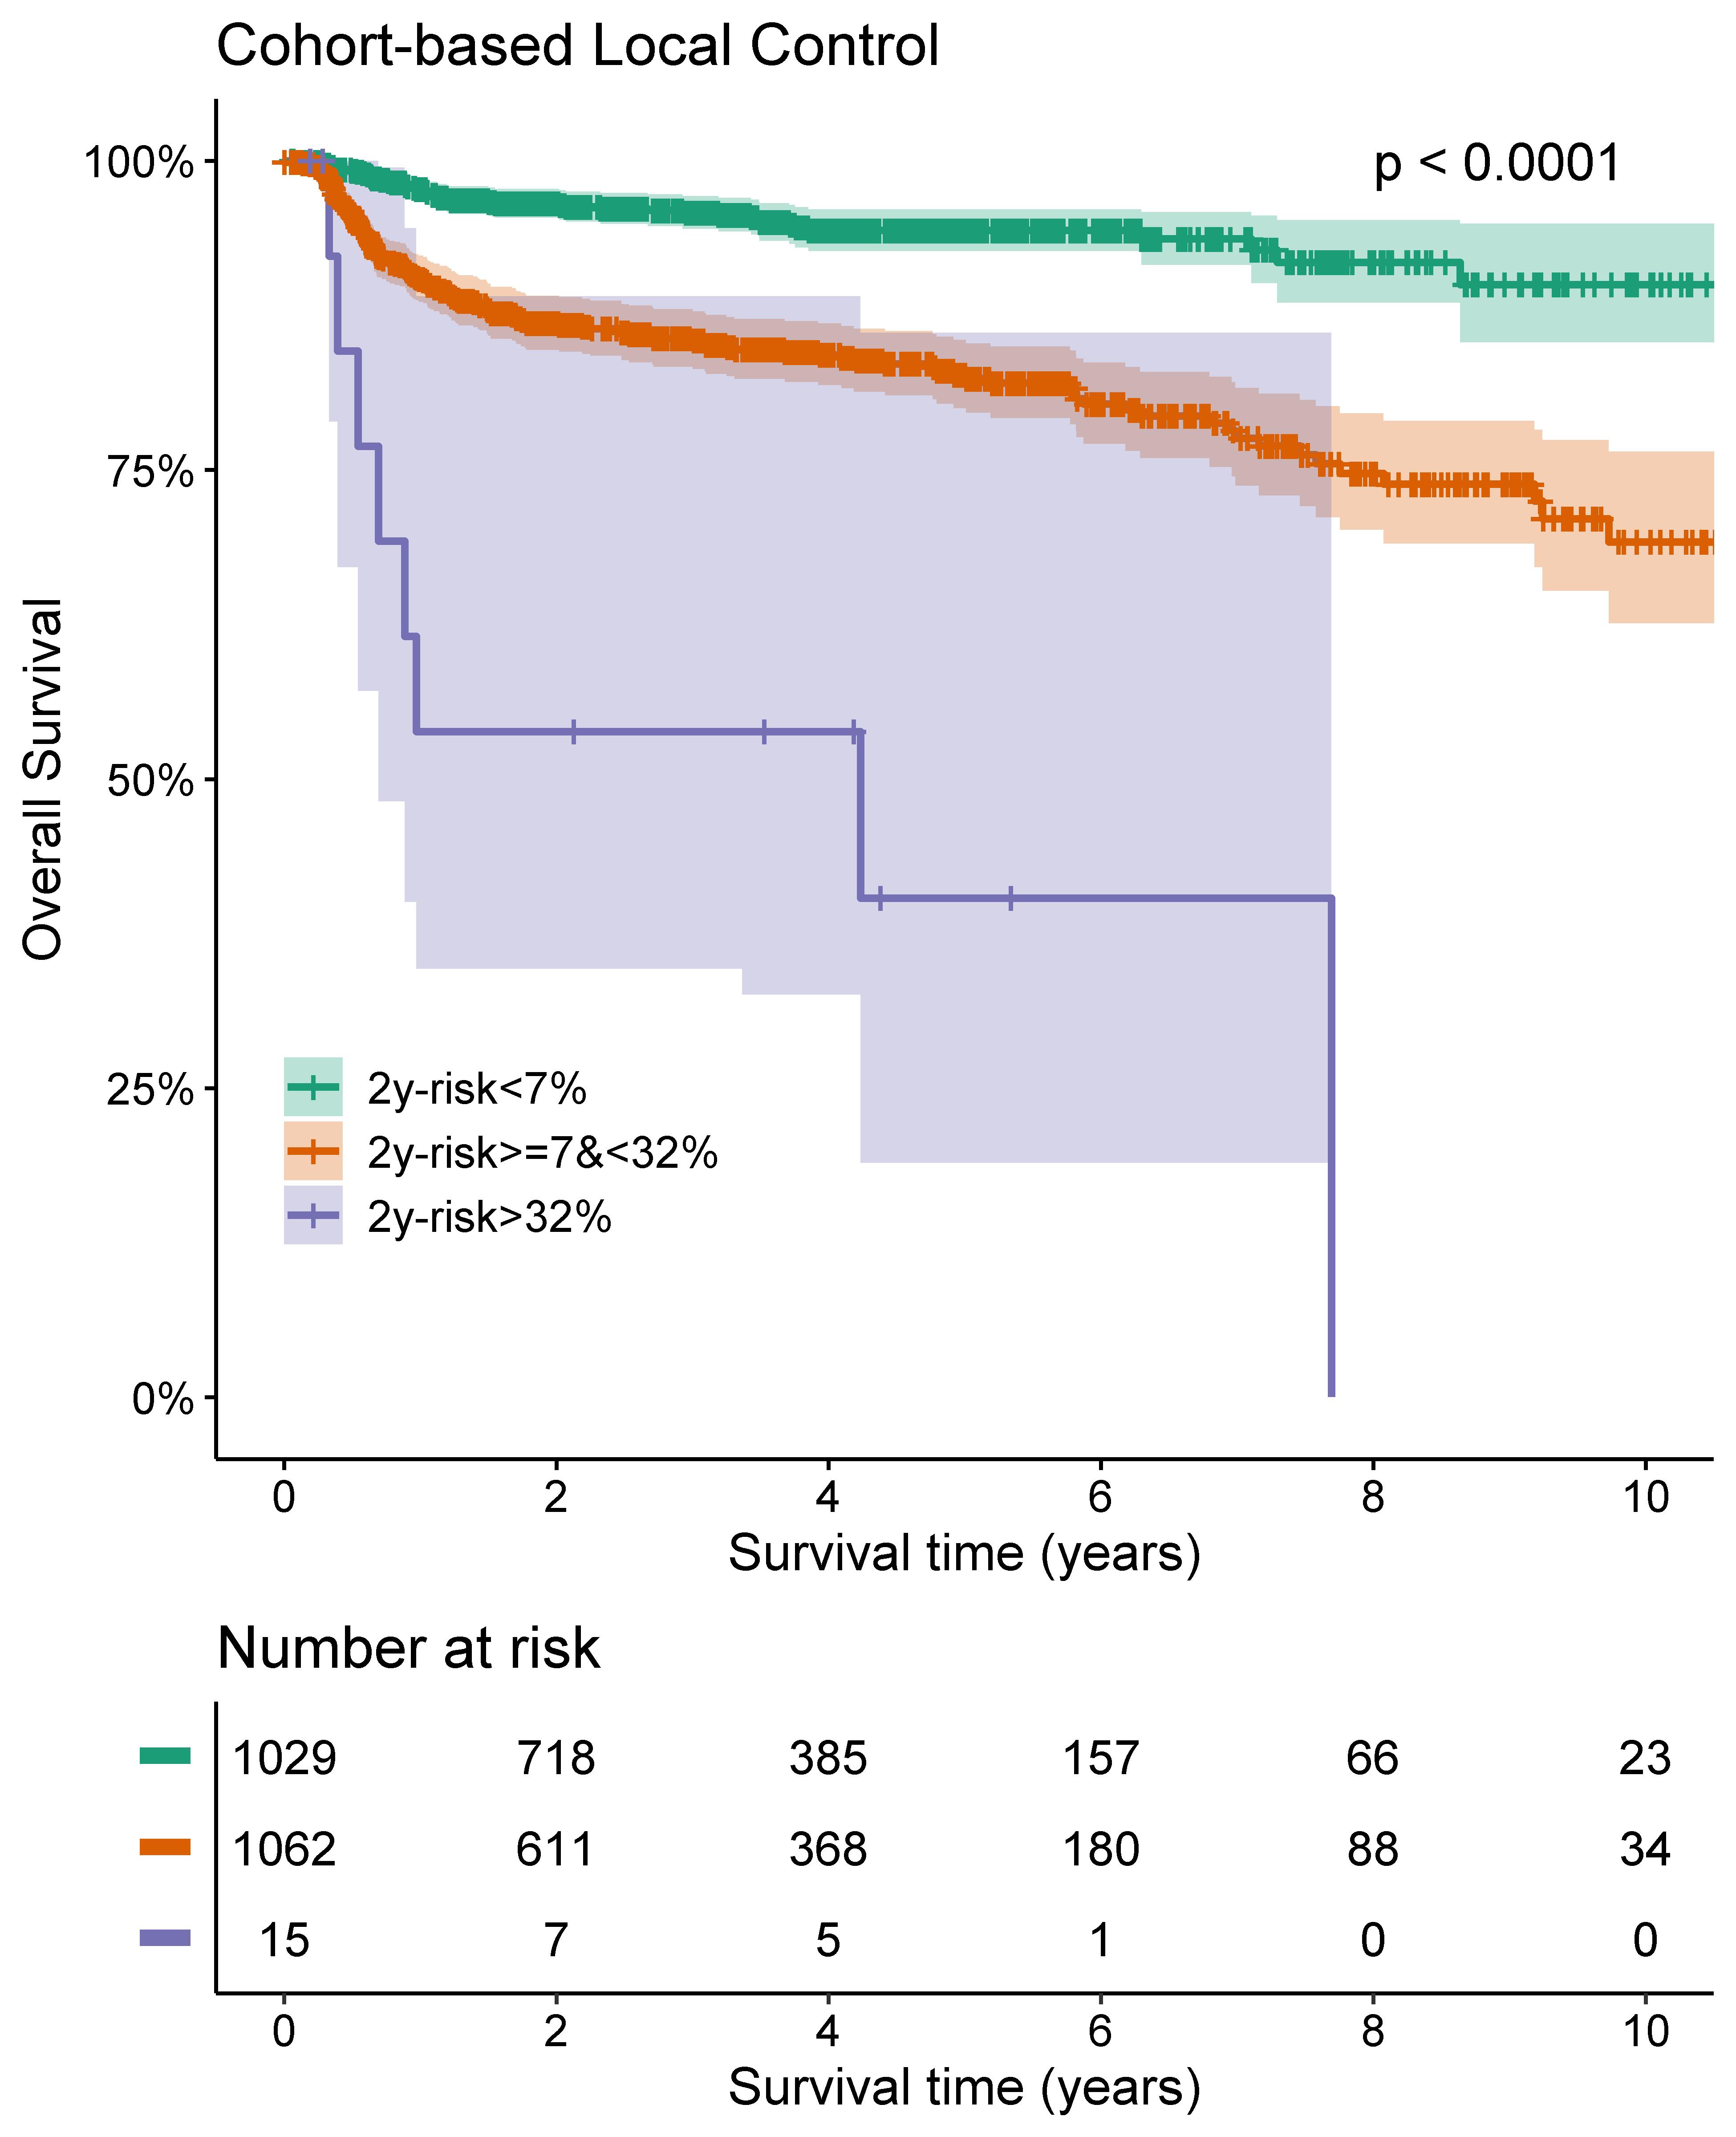 Cohort-based Local Control
p < 0.0001
Overall Survival
100%
75%
50%
25%
0%
2y-risk<7%
2y-risk>=7&<32%
2y-risk>32%
0 2 4 6 8 10
Survival time (years)
Number at risk
1029 718 385 157 66 23
1062 611 368 180 88 34
15 7 5 1 0 0
0 2 4 6 8 10
Survival time (years)